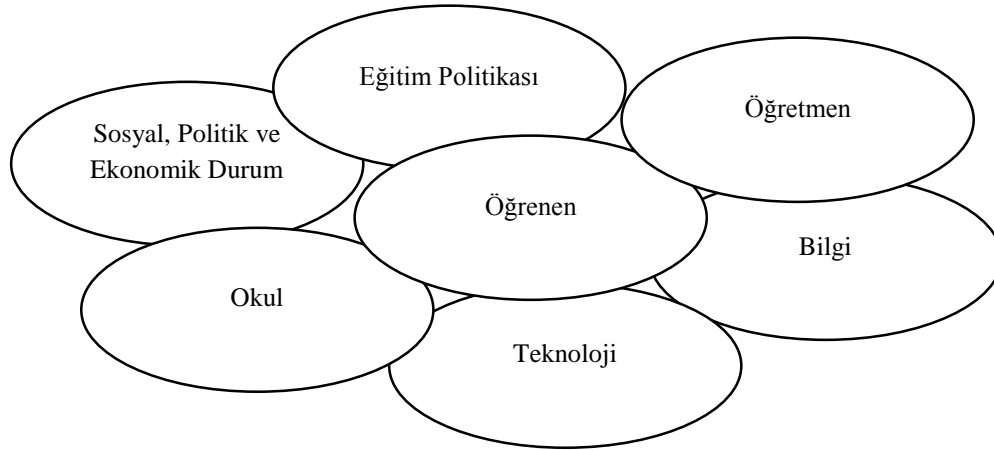 Eğitim Politikası
Öğretmen
Sosyal, Politik ve
Ekonomik Durum
Öğrenen
Bilgi
Okul
Teknoloji